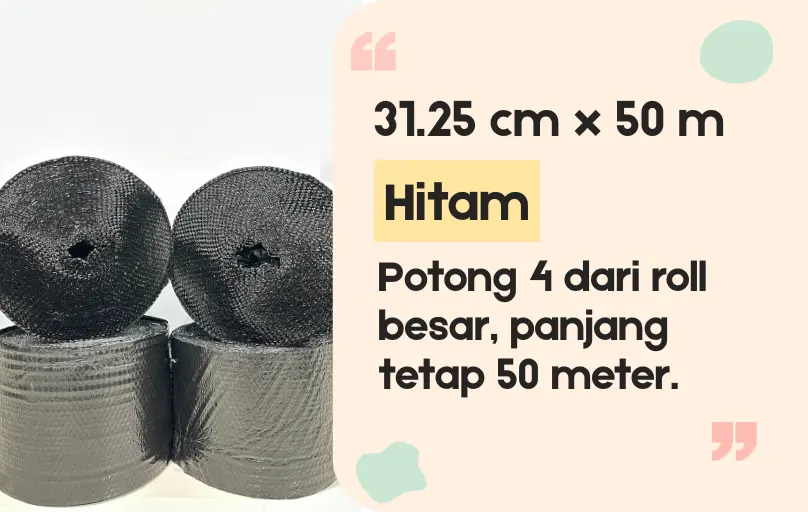 31.25 cm x 50 m
Hitam
Potong 4 dari roll
besar, panjang
tetap 50 meter.